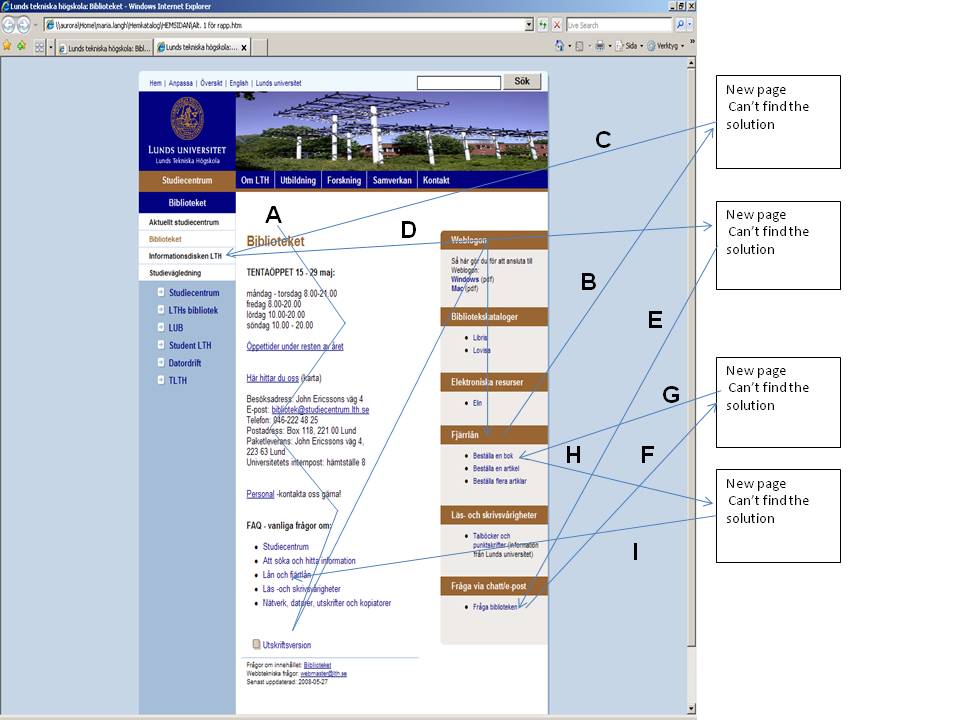 Lunds tekniska högskola: Biblioteket - Windows Internet Explorer
\\aurora\Home\maria.langh\Hemkatalog\HEMSIDAN\Alt. 1 för rapp.htm
Live Search
Lunds tekniska högskola: Bibl...
Lunds tekniska högskola:...
Sida
Verktyg
Hem | Anpassa | Översikt | English | Lunds universitet
Sök
LUNDS UNIVERSITET
Lunds Tekniska Högskola
Studiecentrum
Om LTH
Utbildning
Forskning
Samverkan
Kontakt
Biblioteket
Aktuellt studiecentrum
Biblioteket
Informationsdisken LTH
Studievägledning
Studiecentrum
LTHs bibliotek
LUB
Student LTH
Datordrift
TLTH
Biblioteket
TENTAÖPPET 15 - 29 maj:
måndag - torsdag 8.00-21.00
fredag 8.00-20.00
lördag 10.00-20.00
söndag 10.00 - 20.00
Öppettider under resten av året
Här hittar du oss (karta)
Besöksadress: John Ericssons väg 4
E-post: bibliotek@studiecentrum.lth.se
Telefon: 046-222 48 25
Postadress: Box 118, 221 00 Lund
Paketleverans: John Ericssons väg 4,
223 63 Lund
Universitetets internpost: hämtställe 8
Personal -kontakta oss gärna!
FAQ - vanliga frågor om:
Studiecentrum
Att söka och hitta information
Lån och fjärrlån
Läs -och skrivsvårigheter
Nätverk, datorer, utskrifter och kopiatorer
Utskriftsversion
Frågor om innehållet: Biblioteket
Webbtekniska frågor: webmaster@lth.se
Senast uppdaterad: 2008-05-27
Weblogon
Så här gör du för att ansluta till
Weblogon:
Windows (pdf)
Mac (pdf)
Bibliotekskataloger
Libris
Lovisa
Elektroniska resurser
Elin
Fjärrlån
Beställa en bok
Beställa en artikel
Beställa flera artiklar
Läs- och skrivsvårigheter
Talböcker och
punktskrifter (information
från Lunds universitet)
Fråga via chatt/e-post
Fråga biblioteken
A
B
C
D
E
F
G
H
I
New page
Can't find the
solution
New page
Can't find the
solution
New page
Can't find the
solution
New page
Can't find the
solution